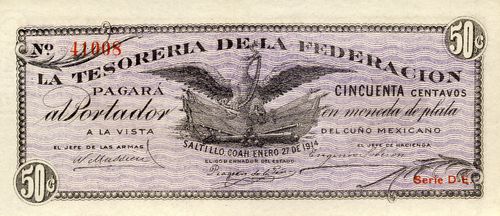 No. 41008
50¢
LA TESORERIA DE LA FEDERACION
PAGARÁ
CINCUENTA CENTAVOS
al Portador
en moneda de plata
A LA VISTA
DEL CUÑO MEXICANO
SALTILLO, COAH. ENERO 27 DE 1914
EL JEFE DE LAS ARMAS
EL GOBERNADOR DEL ESTADO
EL JEFE DE HACIENDA
50¢
Serie D-E.